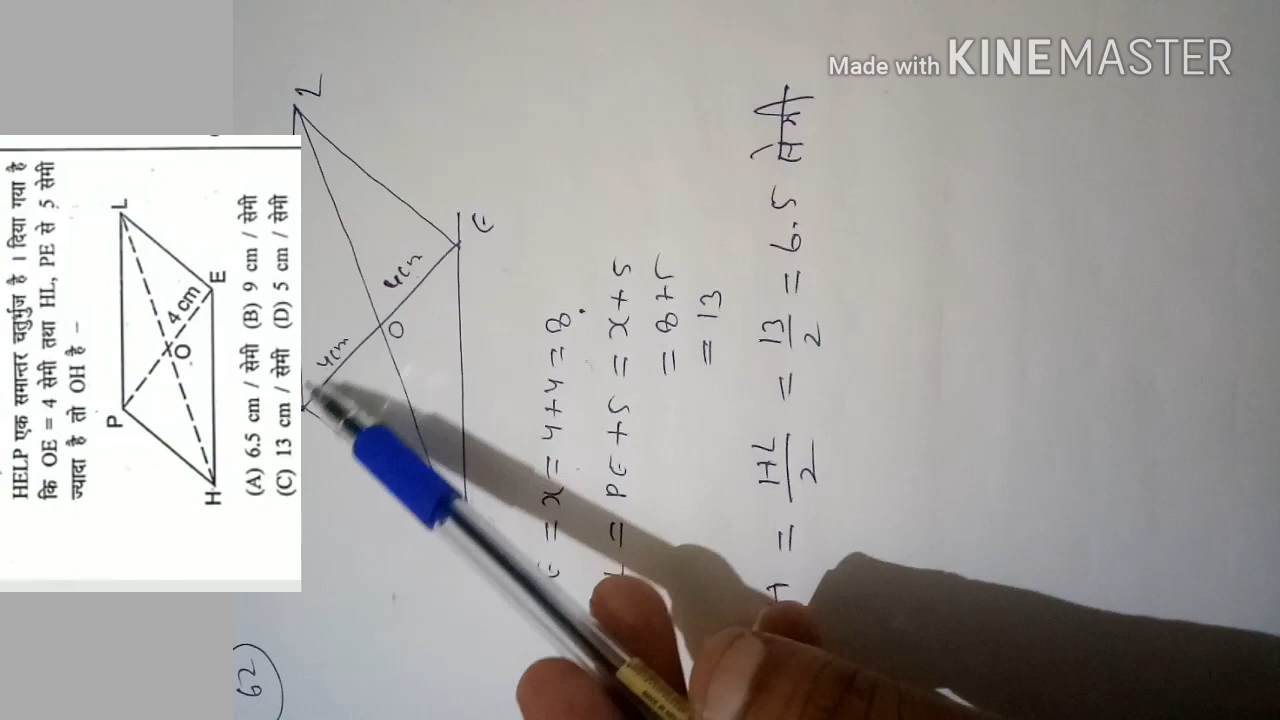 Made with KINEMASTER
HELP एक समान्तर चतुर्भुज है । दिया गया है
कि OE = 4 सेमी तथा HL, PE से 5 सेमी
ज्यादा है तो OH है –
P
L
4 cm
O
H
E
(A) 6.5 cm / सेमी (B) 9 cm / सेमी
(C) 13 cm / सेमी (D) 5 cm / सेमी
62
L
E
4cm
4cm
O
= x = 4+4 = 8
= PE + 5 = x + 5
= 8+5
= 13
= HL/2 = 13/2 = 6.5 सेमी